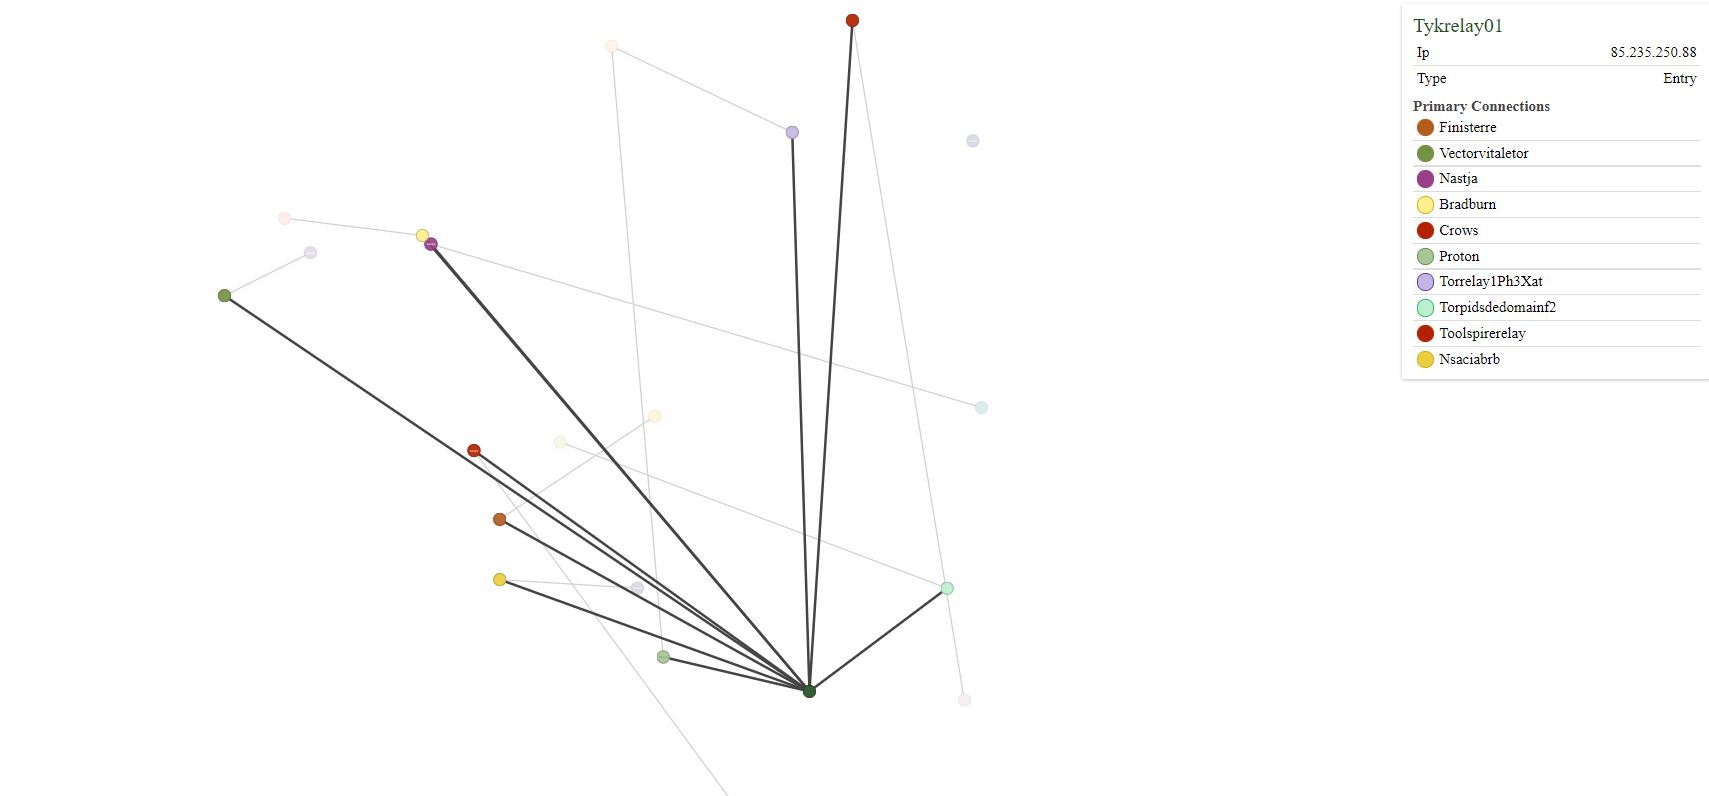 Tykrelay01
Ip 85.235.250.88
Type Entry
Primary Connections
Finisterre
Vectorvitaletor
Nastja
Bradburn
Crows
Proton
Torrelay1Ph3Xat
Torpidsdedomainf2
Toolspirerelay
Nsaciabrb